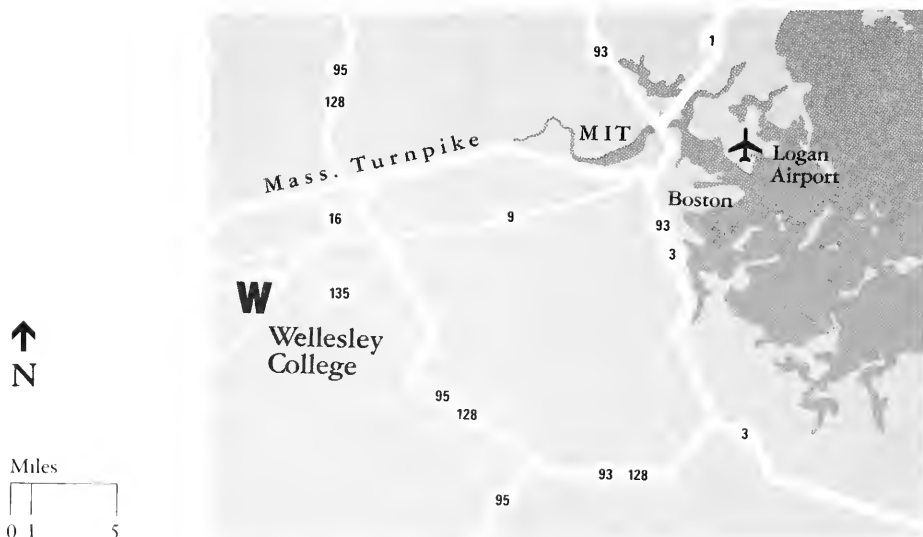 93
1
95
128
MIT
Mass. Turnpike
Logan
Airport
Boston
16
9
93
3
W
135
Wellesley
College
N
95
128
3
Miles
93 128
95
0 1 5